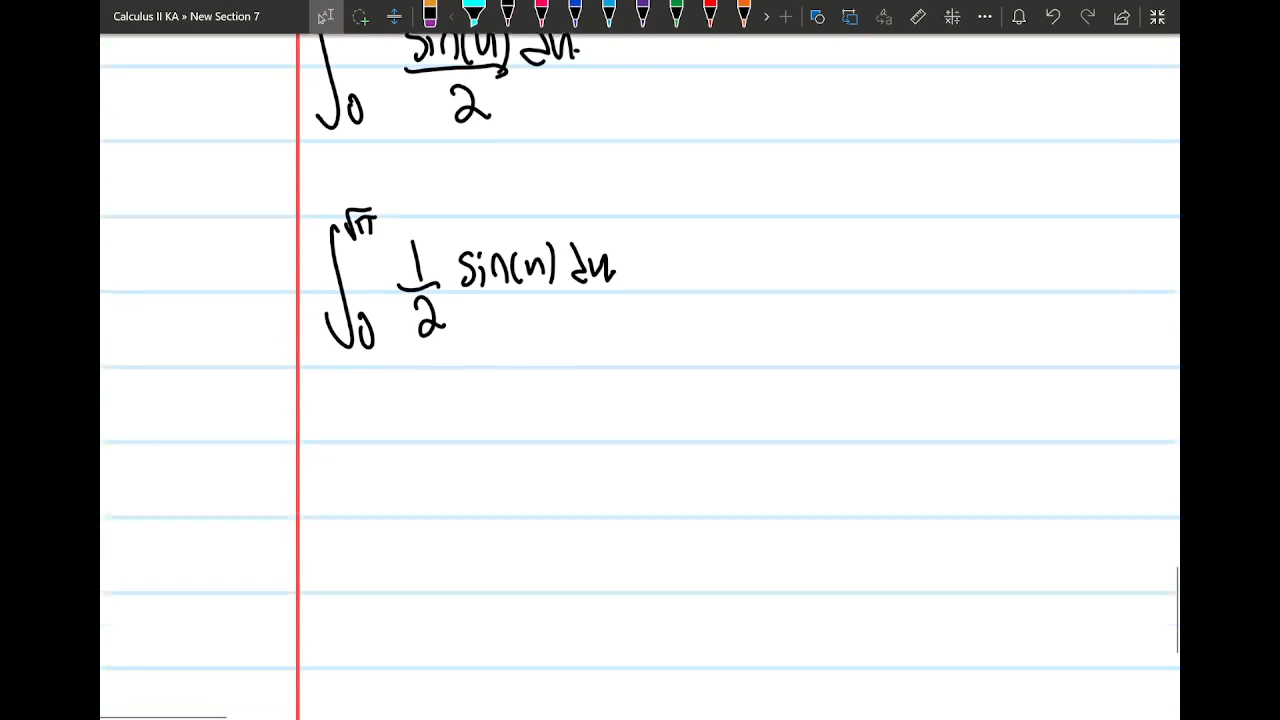 Calculus II KA » New Section 7
∫₀ sin(u)/2 du
∫₀^√π 1/2 sin(u) du